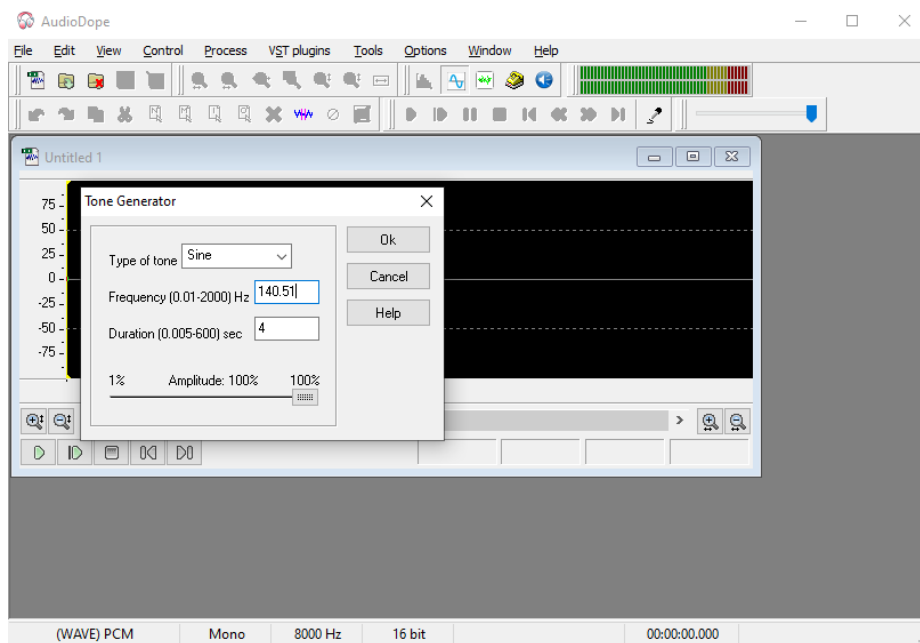 AudioDope
File Edit View Control Process VST plugins Tools Options Window Help
Untitled 1
75
50
25
0
-25
-50
-75
Tone Generator
Type of tone Sine
Frequency (0.01-2000) Hz 140.51
Duration (0.005-600) sec 4
1% Amplitude: 100% 100%
Ok
Cancel
Help
(WAVE) PCM Mono 8000 Hz 16 bit 00:00:00.000